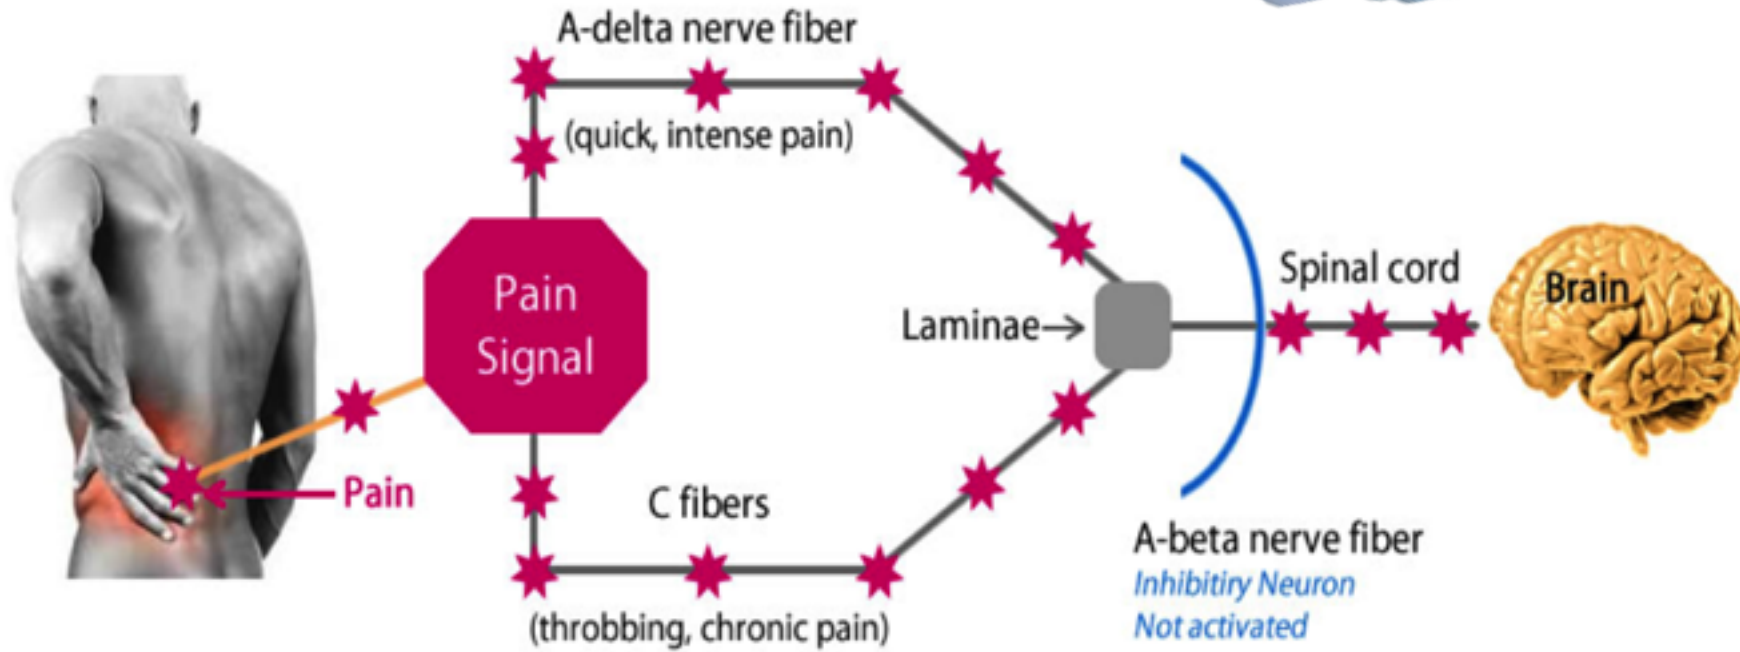 A-delta nerve fiber
(quick, intense pain)
Pain
Signal
Laminae
Spinal cord
Brain
Pain
C fibers
(throbbing, chronic pain)
A-beta nerve fiber
Inhibitiry Neuron
Not activated